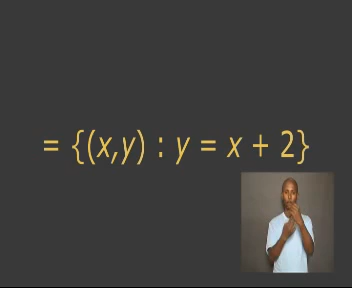 = {(x,y) : y = x + 2}